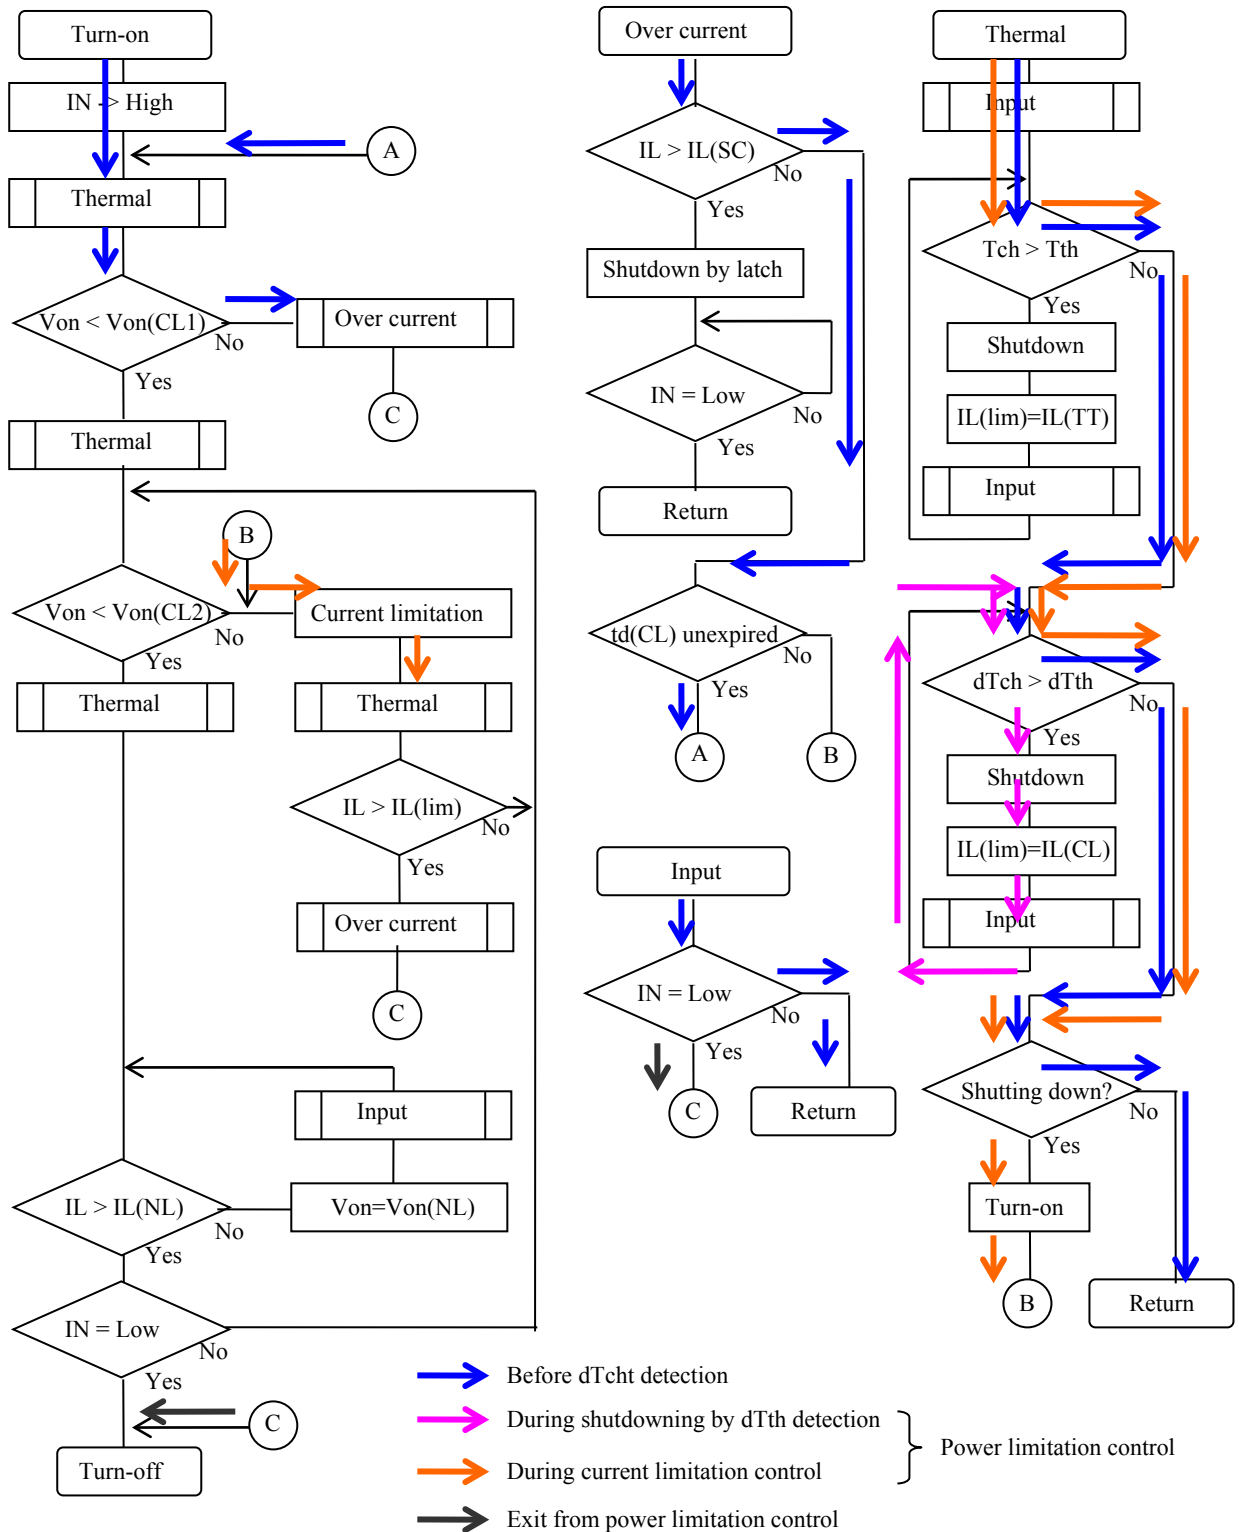 Turn-on
IN -> High
A
Thermal
Von < Von(CL1)
No
Yes
Over current
C
Thermal
B
Von < Von(CL2)
No
Yes
Current limitation
Thermal
Thermal
IL > IL(lim)
No
Yes
Over current
C
Input
IL > IL(NL)
No
Yes
Von=Von(NL)
IN = Low
No
Yes
C
Turn-off
Over current
IL > IL(SC)
No
Yes
Shutdown by latch
IN = Low
No
Yes
Return
td(CL) unexpired
No
Yes
A
B
Input
IN = Low
No
Yes
C
Return
Thermal
Input
Tch > Tth
No
Yes
Shutdown
IL(lim)=IL(TT)
Input
dTch > dTth
No
Yes
Shutdown
IL(lim)=IL(CL)
Input
Shutting down?
No
Yes
Turn-on
B
Return
Before dTcht detection
During shutdowning by dTth detection
Power limitation control
During current limitation control
Exit from power limitation control